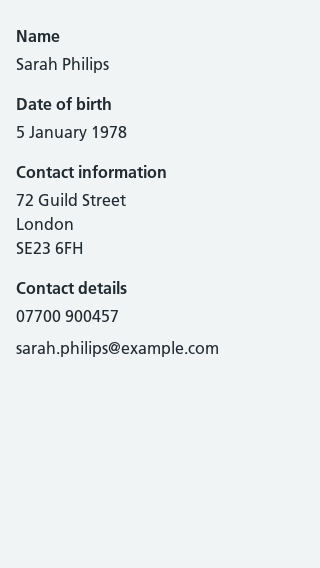 Name
Sarah Philips
Date of birth
5 January 1978
Contact information
72 Guild Street
London
SE23 6FH
Contact details
07700 900457
sarah.philips@example.com